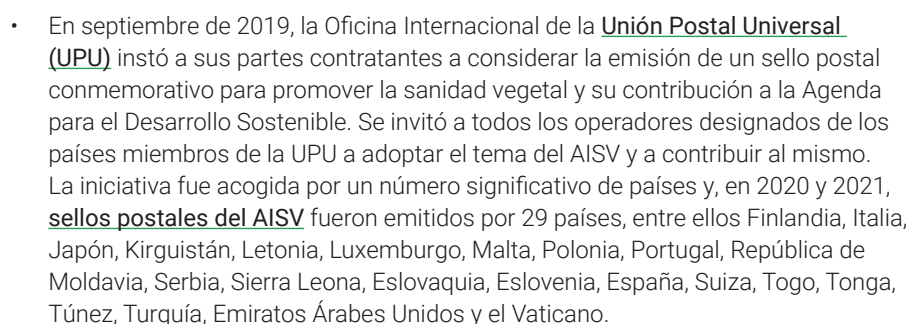 • En septiembre de 2019, la Oficina Internacional de la Unión Postal Universal
(UPU) instó a sus partes contratantes a considerar la emisión de un sello postal
conmemorativo para promover la sanidad vegetal y su contribución a la Agenda
para el Desarrollo Sostenible. Se invitó a todos los operadores designados de los
países miembros de la UPU a adoptar el tema del AISV y a contribuir al mismo.
La iniciativa fue acogida por un número significativo de países y, en 2020 y 2021,
sellos postales del AISV fueron emitidos por 29 países, entre ellos Finlandia, Italia,
Japón, Kirguistán, Letonia, Luxemburgo, Malta, Polonia, Portugal, República de
Moldavia, Serbia, Sierra Leona, Eslovaquia, Eslovenia, España, Suiza, Togo, Tonga,
Túnez, Turquía, Emiratos Árabes Unidos y el Vaticano.